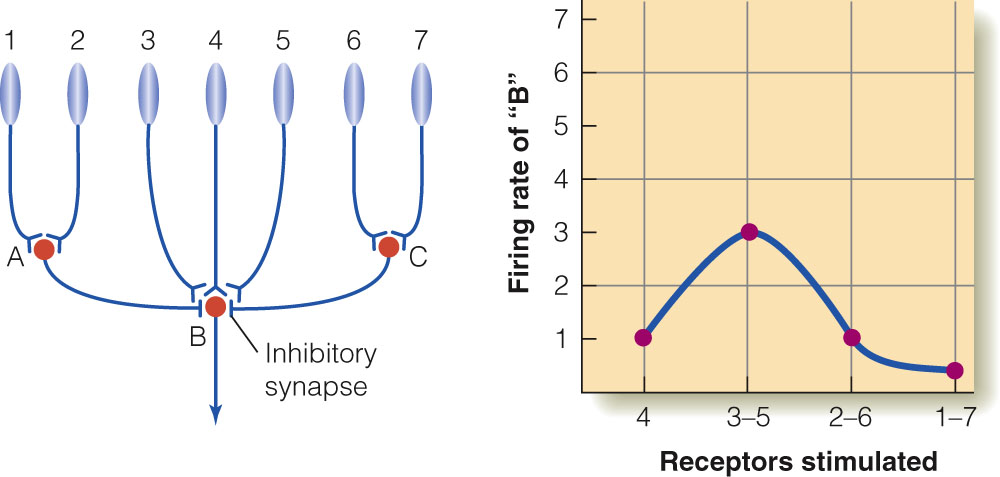 1 2 3 4 5 6 7
A
C
B
Inhibitory
synapse
7
6
5
4
3
2
1
Firing rate of “B”
4 3–5 2–6 1–7
Receptors stimulated